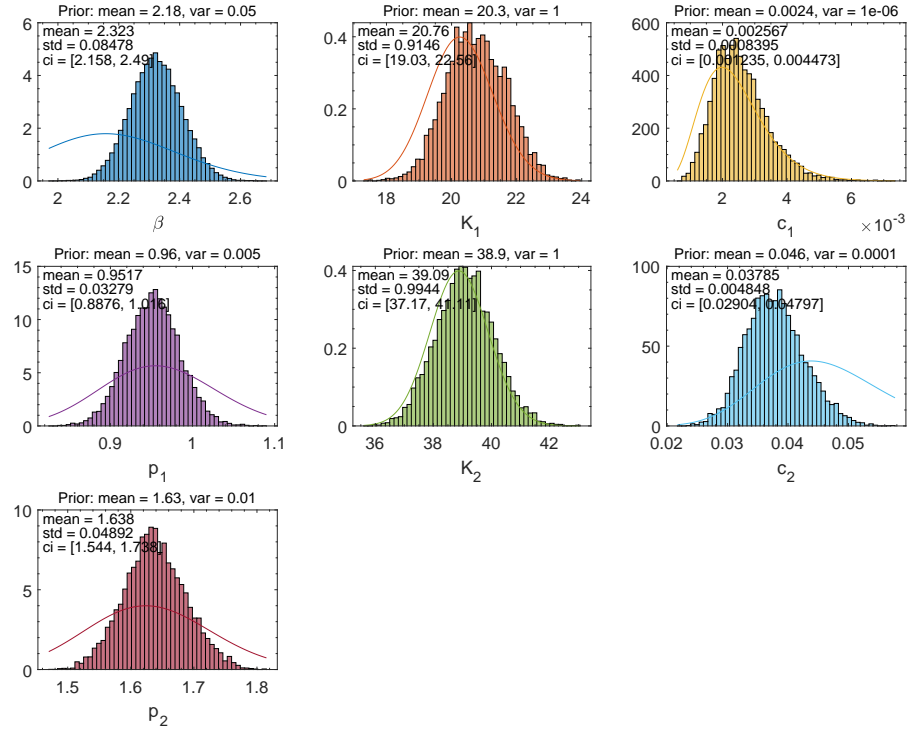 Prior: mean = 2.18, var = 0.05
mean = 2.323
std = 0.08478
ci = [2.158, 2.49]
6
4
2
0
2 2.2 2.4 2.6
β
Prior: mean = 20.3, var = 1
mean = 20.76
std = 0.9146
ci = [19.03, 22.56]
0.4
0.2
0
18 20 22 24
K_1
Prior: mean = 0.0024, var = 1e-06
mean = 0.002567
std = 0.0008395
ci = [0.001235, 0.004473]
600
400
200
0
2 4 6
×10^-3
c_1
Prior: mean = 0.96, var = 0.005
mean = 0.9517
std = 0.03279
ci = [0.8876, 1.016]
15
10
5
0
0.9 1 1.1
p_1
Prior: mean = 38.9, var = 1
mean = 39.09
std = 0.9944
ci = [37.17, 41.11]
0.4
0.2
0
36 38 40 42
K_2
Prior: mean = 0.046, var = 0.0001
mean = 0.03785
std = 0.004848
ci = [0.02904, 0.04797]
100
50
0
0.02 0.03 0.04 0.05
c_2
Prior: mean = 1.63, var = 0.01
mean = 1.638
std = 0.04892
ci = [1.544, 1.738]
10
5
0
1.5 1.6 1.7 1.8
p_2